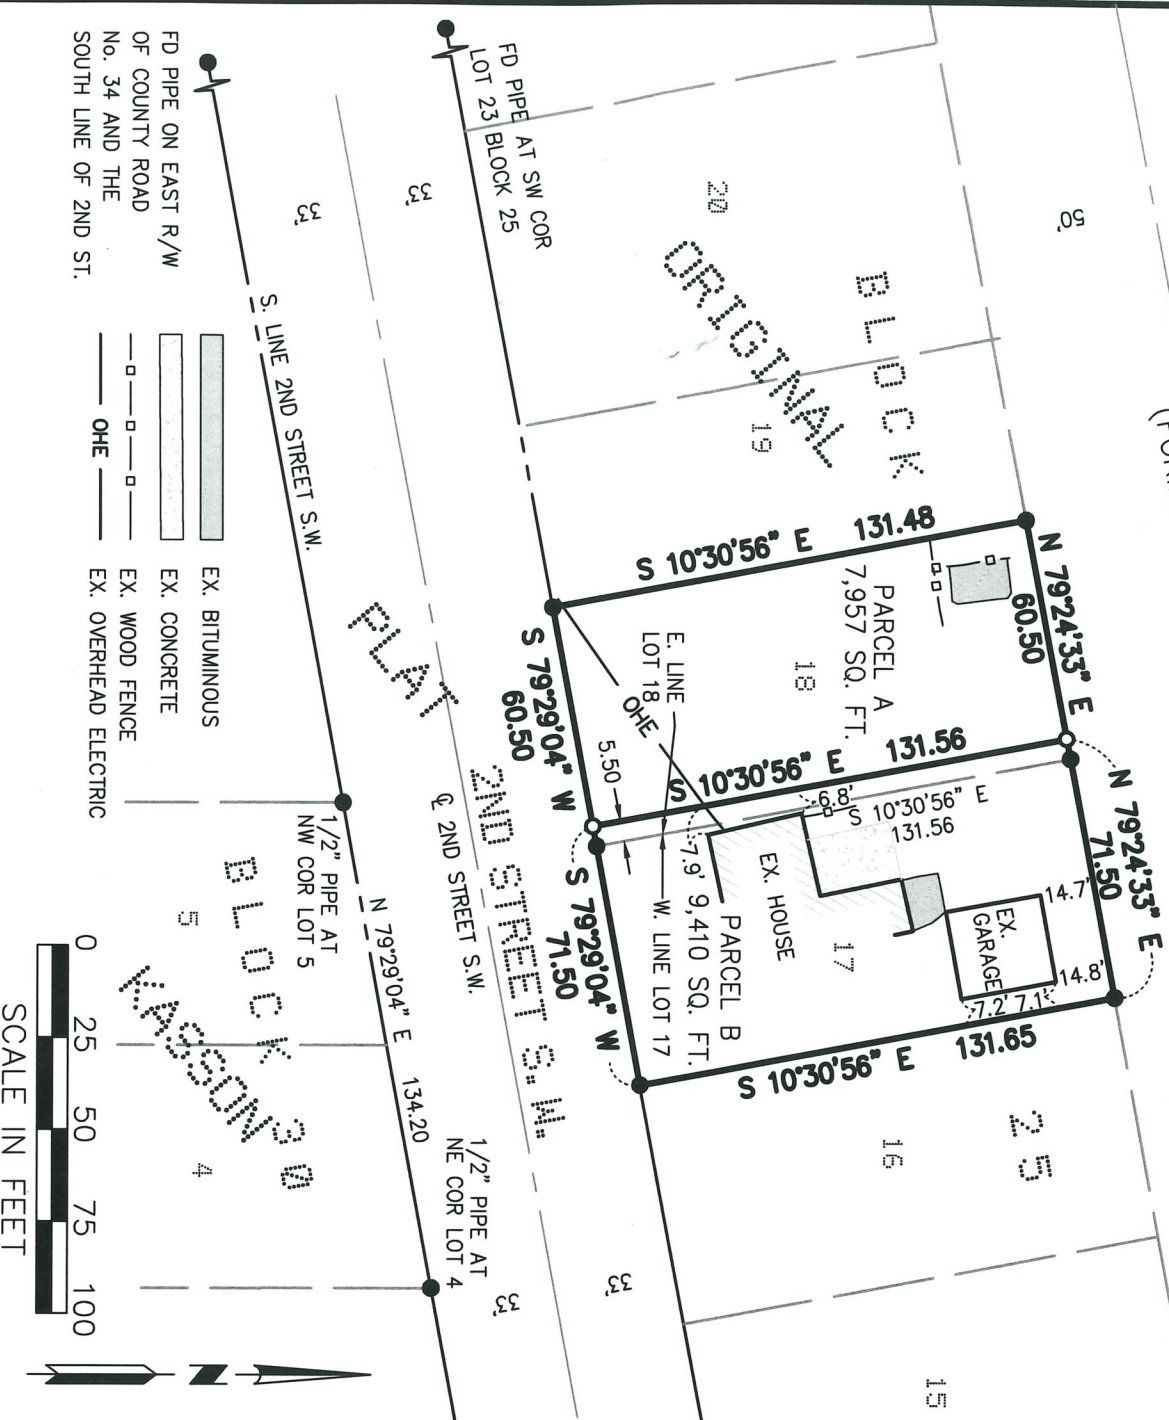 FD PIPE AT SW COR
LOT 23 BLOCK 25
FD PIPE ON EAST R/W
OF COUNTY ROAD
No. 34 AND THE
SOUTH LINE OF 2ND ST.
50'
33'
33'
20
BLOCK
ORIGINAL
19
S. LINE 2ND STREET S.W.
N 79°24'33" E
60.50
S 10°30'56" E 131.48
PARCEL A
7,957 SQ. FT.
18
E. LINE
LOT 18
OHE
S 79°29'04" W
60.50
5.50
S 10°30'56" E 131.56
N 79°24'33" E
71.50
6.8'
S 10°30'56" E
131.56
7.9'
EX. HOUSE
14.7'
EX.
GARAGE
14.8'
7.2' 7.1'
17
PARCEL B
9,410 SQ. FT.
W. LINE LOT 17
S 79°29'04" W
71.50
S 10°30'56" E 131.65
25
16
15
PLAT
2ND STREET S.W.
℄ 2ND STREET S.W.
33'
33'
1/2" PIPE AT
NW COR LOT 5
N 79°29'04" E 134.20
1/2" PIPE AT
NE COR LOT 4
BLOCK 30
5
4
KASSON
EX. BITUMINOUS
EX. CONCRETE
EX. WOOD FENCE
OHE EX. OVERHEAD ELECTRIC
0 25 50 75 100
SCALE IN FEET
N